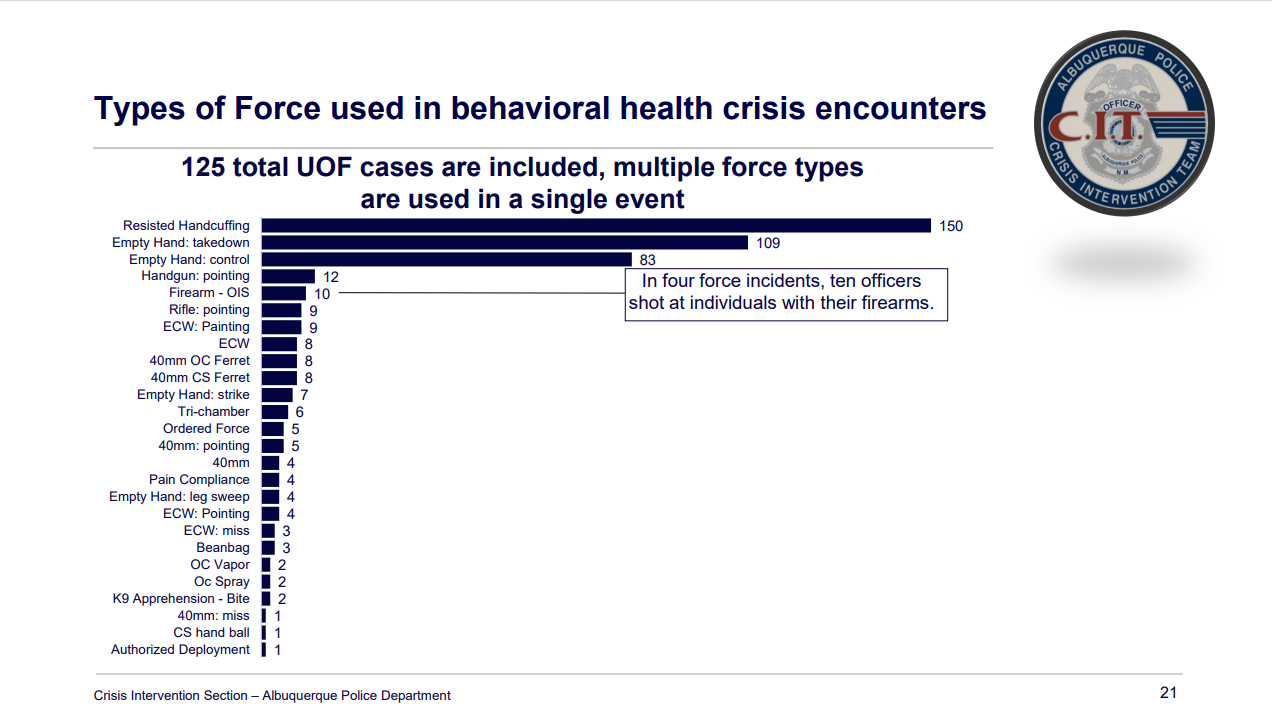 Types of Force used in behavioral health crisis encounters
ALBUQUERQUE POLICE
OFFICER
C.I.T.
ALBUQUERQUE POLICE
N.M.
CRISIS INTERVENTION TEAM
125 total UOF cases are included, multiple force types
are used in a single event
Resisted Handcuffing 150
Empty Hand: takedown 109
Empty Hand: control 83
Handgun: pointing 12
Firearm - OIS 10
In four force incidents, ten officers
shot at individuals with their firearms.
Rifle: pointing 9
ECW: Painting 9
ECW 8
40mm OC Ferret 8
40mm CS Ferret 8
Empty Hand: strike 7
Tri-chamber 6
Ordered Force 5
40mm: pointing 5
40mm 4
Pain Compliance 4
Empty Hand: leg sweep 4
ECW: Pointing 4
ECW: miss 3
Beanbag 3
OC Vapor 2
Oc Spray 2
K9 Apprehension - Bite 2
40mm: miss 1
CS hand ball 1
Authorized Deployment 1
Crisis Intervention Section – Albuquerque Police Department
21